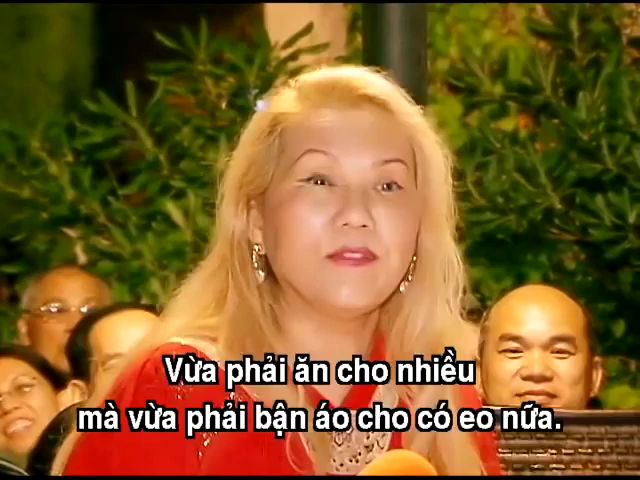 Vừa phải ăn cho nhiều
mà vừa phải bận áo cho có eo nữa.